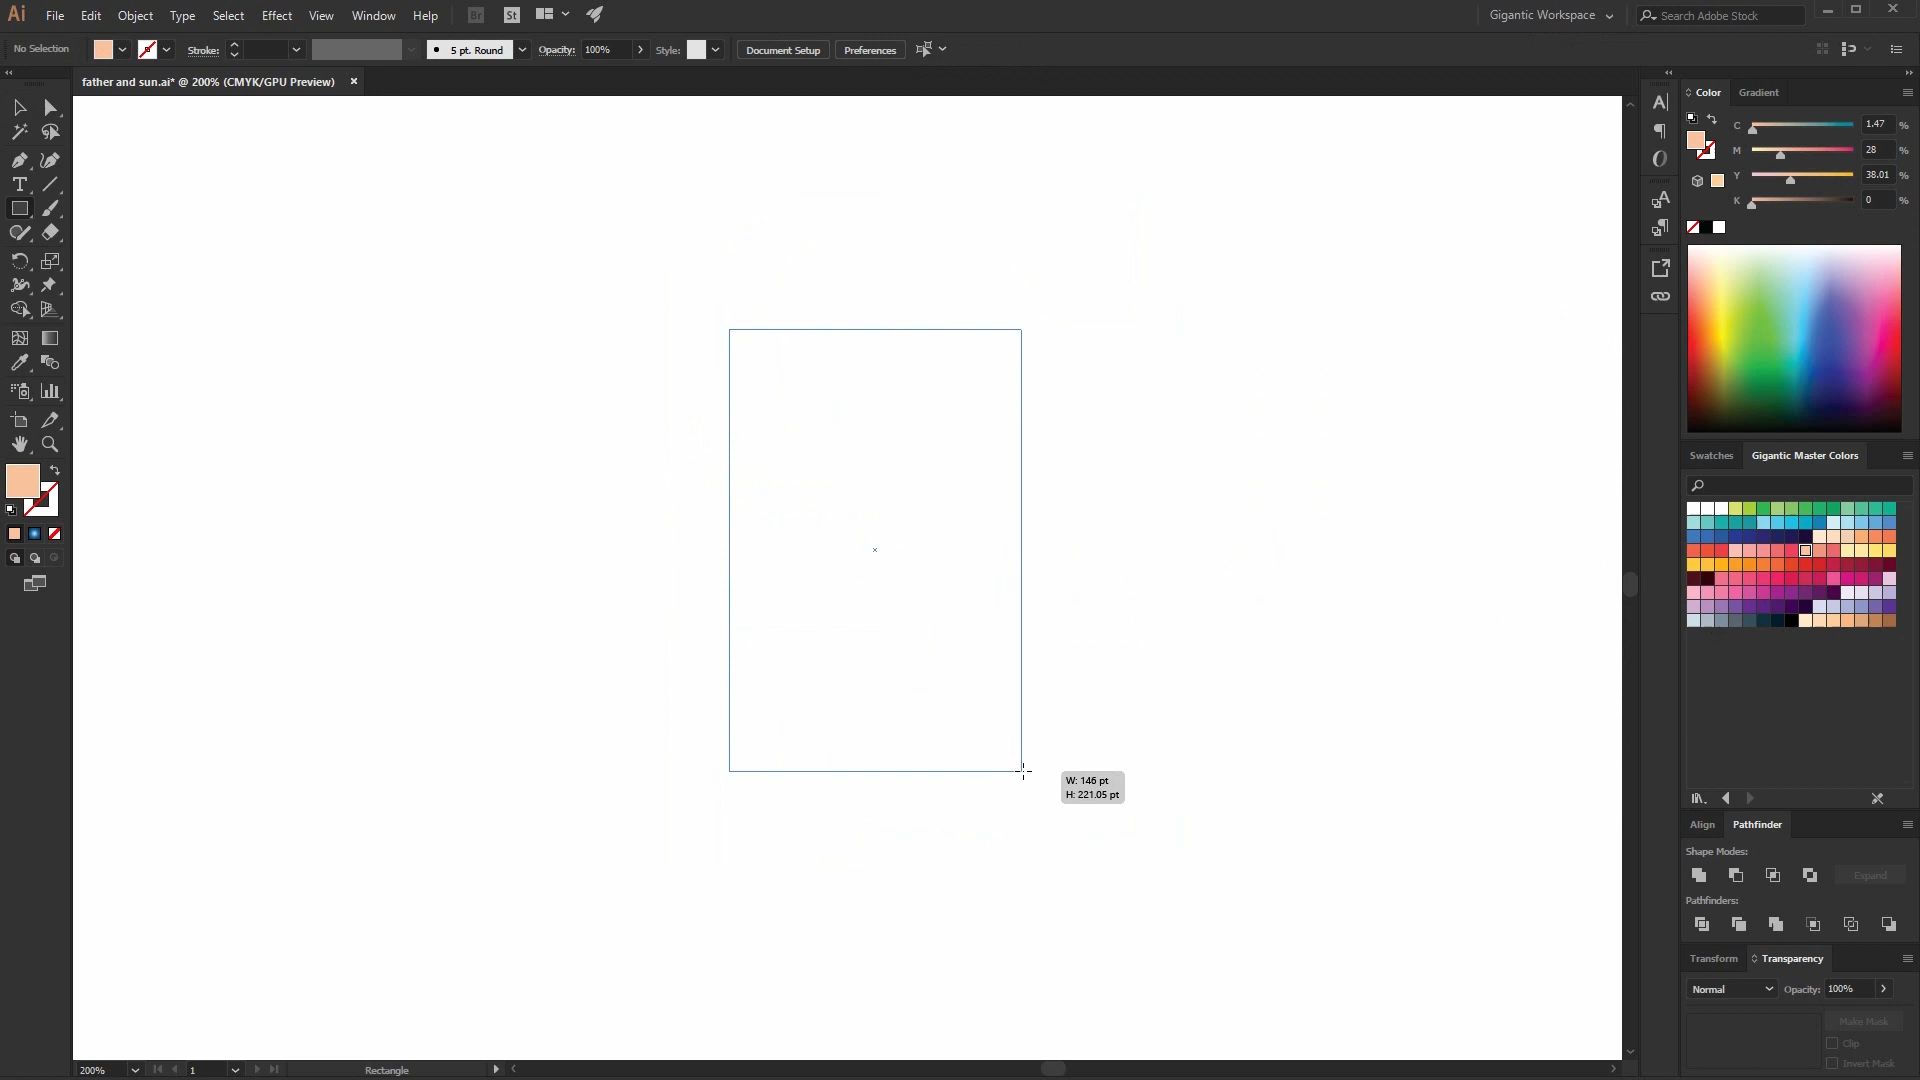 Ai File Edit Object Type Select Effect View Window Help Br St Gigantic Workspace Search Adobe Stock
No Selection Stroke: 5 pt. Round Opacity: 100% Style: Document Setup Preferences
father and sun.ai* @ 200% (CMYK/GPU Preview) ×
Color Gradient
C 1.47 %
M 28 %
Y 38.01 %
K 0 %
Swatches Gigantic Master Colors
W: 146 pt
H: 221.05 pt
Align Pathfinder
Shape Modes:
Expand
Pathfinders:
Transform Transparency
Normal Opacity: 100%
Make Mask
Clip
Invert Mask
200% 1 Rectangle